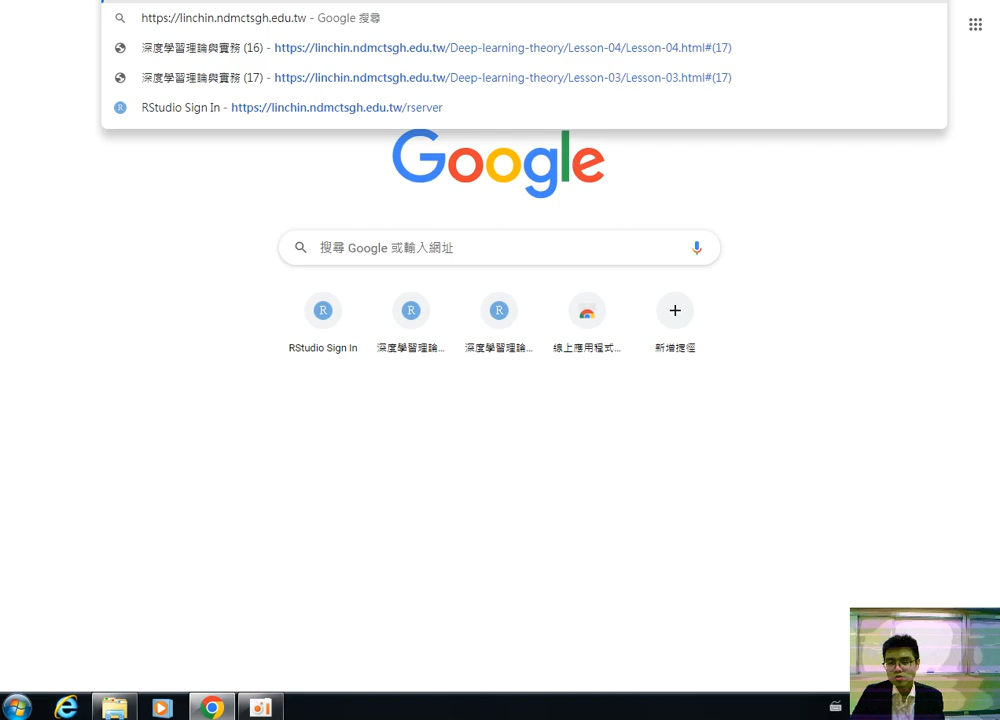 https://linchin.ndmctsgh.edu.tw - Google 搜尋
深度學習理論與實務 (16) - https://linchin.ndmctsgh.edu.tw/Deep-learning-theory/Lesson-04/Lesson-04.html#(17)
深度學習理論與實務 (17) - https://linchin.ndmctsgh.edu.tw/Deep-learning-theory/Lesson-03/Lesson-03.html#(17)
R RStudio Sign In - https://linchin.ndmctsgh.edu.tw/rserver
Google
搜尋 Google 或輸入網址
R R R
RStudio Sign In 深度學習理論... 深度學習理論... 線上應用程式... 新增捷徑